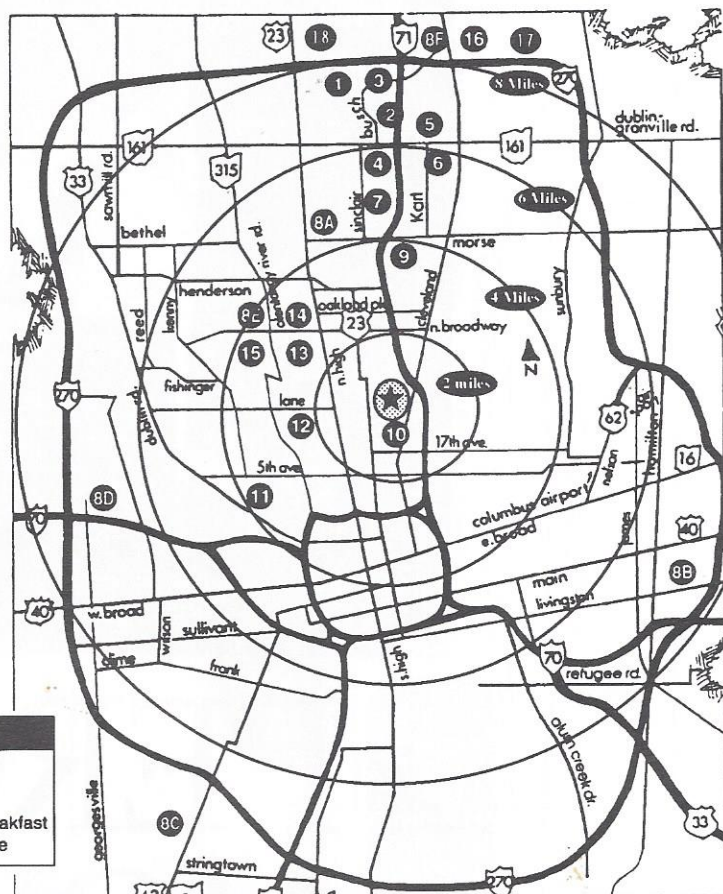 23
18
71
8F
16
17
270
1
3
8 Miles
busch
2
5
dublin-granville rd.
161
161
33
sawmill rd.
315
4
6
sinclair
Karl
7
6 Miles
8A
bethel
morse
9
river rd.
cleveland
sunbury
henderson
4 Miles
kenny
reed
8E
14
oakland pk.
23
n. broadway
15
13
n. high
N
fishinger
2 miles
270
lane
62
12
10
17th ave.
hamilton
5th ave.
nelson
16
8D
11
columbus airport
70
e. broad
40
8B
main
livingston
40
w. broad
wilson
sullivant
clime
frank
s. high
70
refugee rd.
alum creek dr.
akfast
e
georgesville
8C
33
stringtown
270